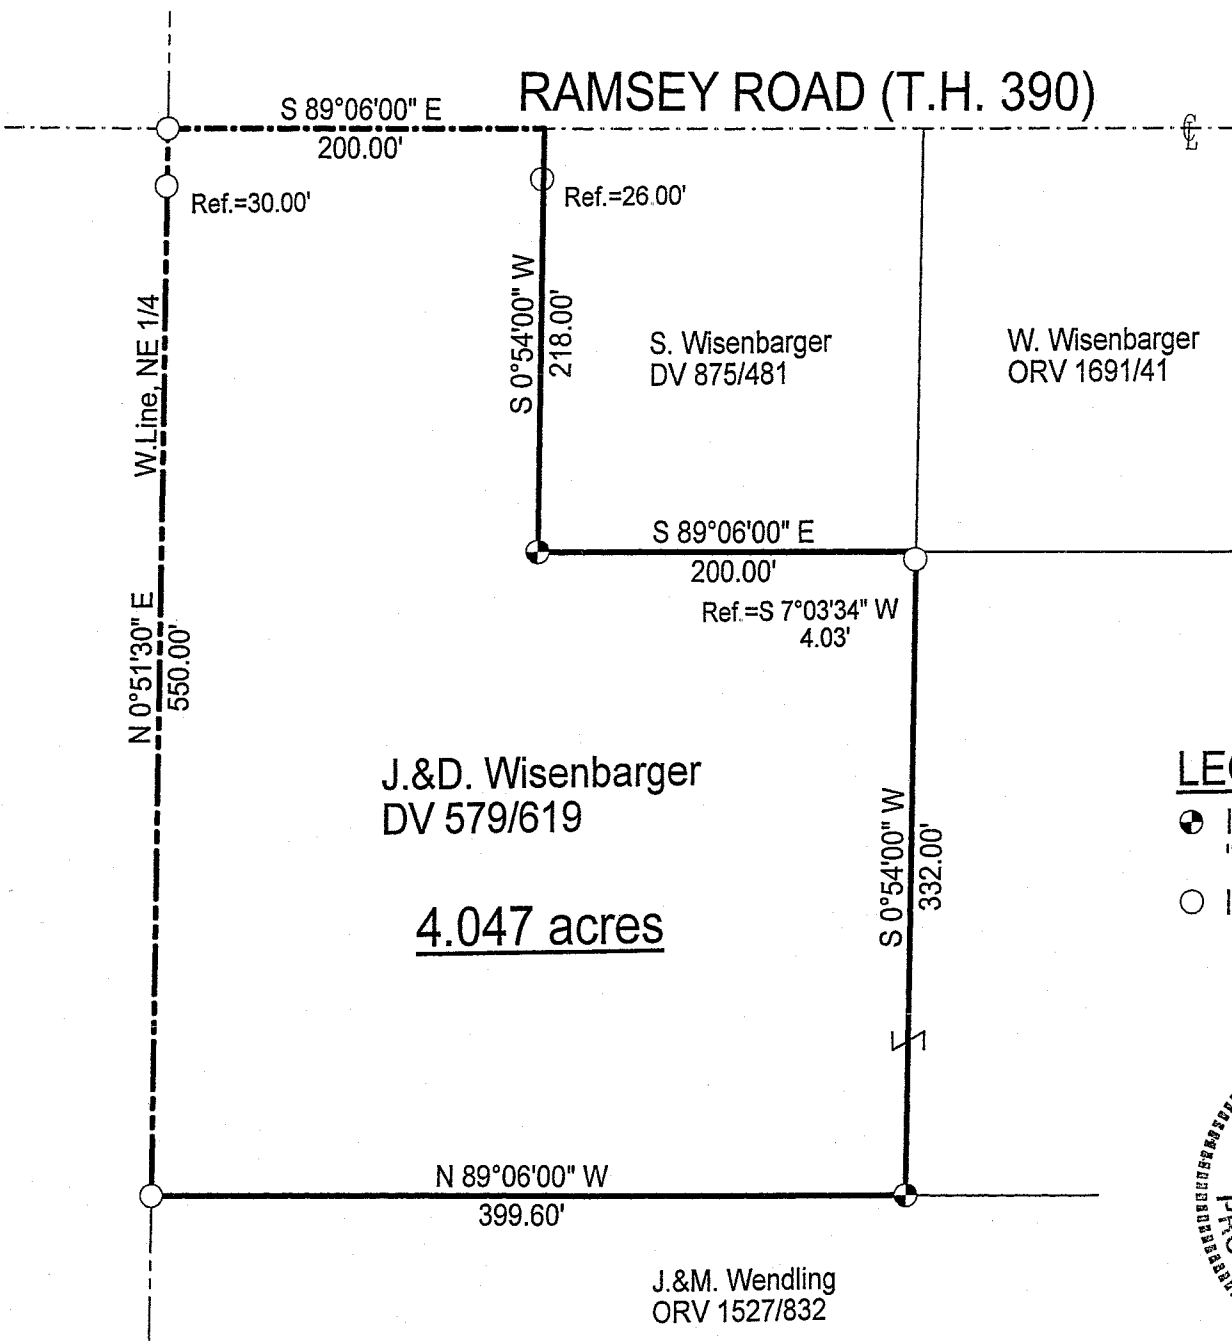 RAMSEY ROAD (T.H. 390)
S 89°06'00" E
200.00'
Ref.=30.00'
Ref.=26.00'
W.Line, NE 1/4
S 0°54'00" W
218.00'
S. Wisenbarger
DV 875/481
W. Wisenbarger
ORV 1691/41
S 89°06'00" E
200.00'
Ref.=S 7°03'34" W
4.03'
N 0°51'30" E
550.00'
J.&D. Wisenbarger
DV 579/619
4.047 acres
S 0°54'00" W
332.00'
N 89°06'00" W
399.60'
J.&M. Wendling
ORV 1527/832